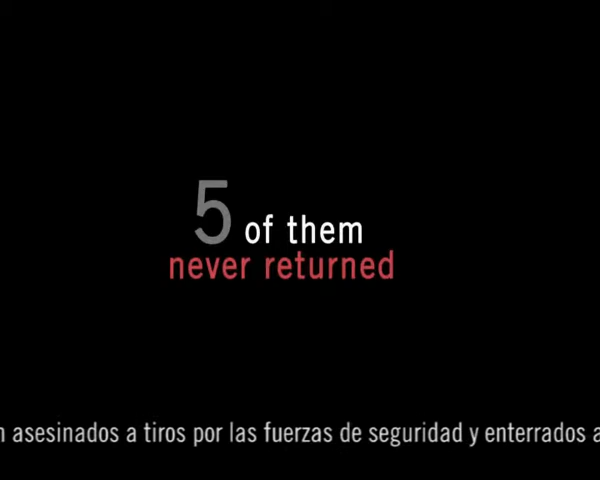 5 of them
never returned
asesinados a tiros por las fuerzas de seguridad y enterrados